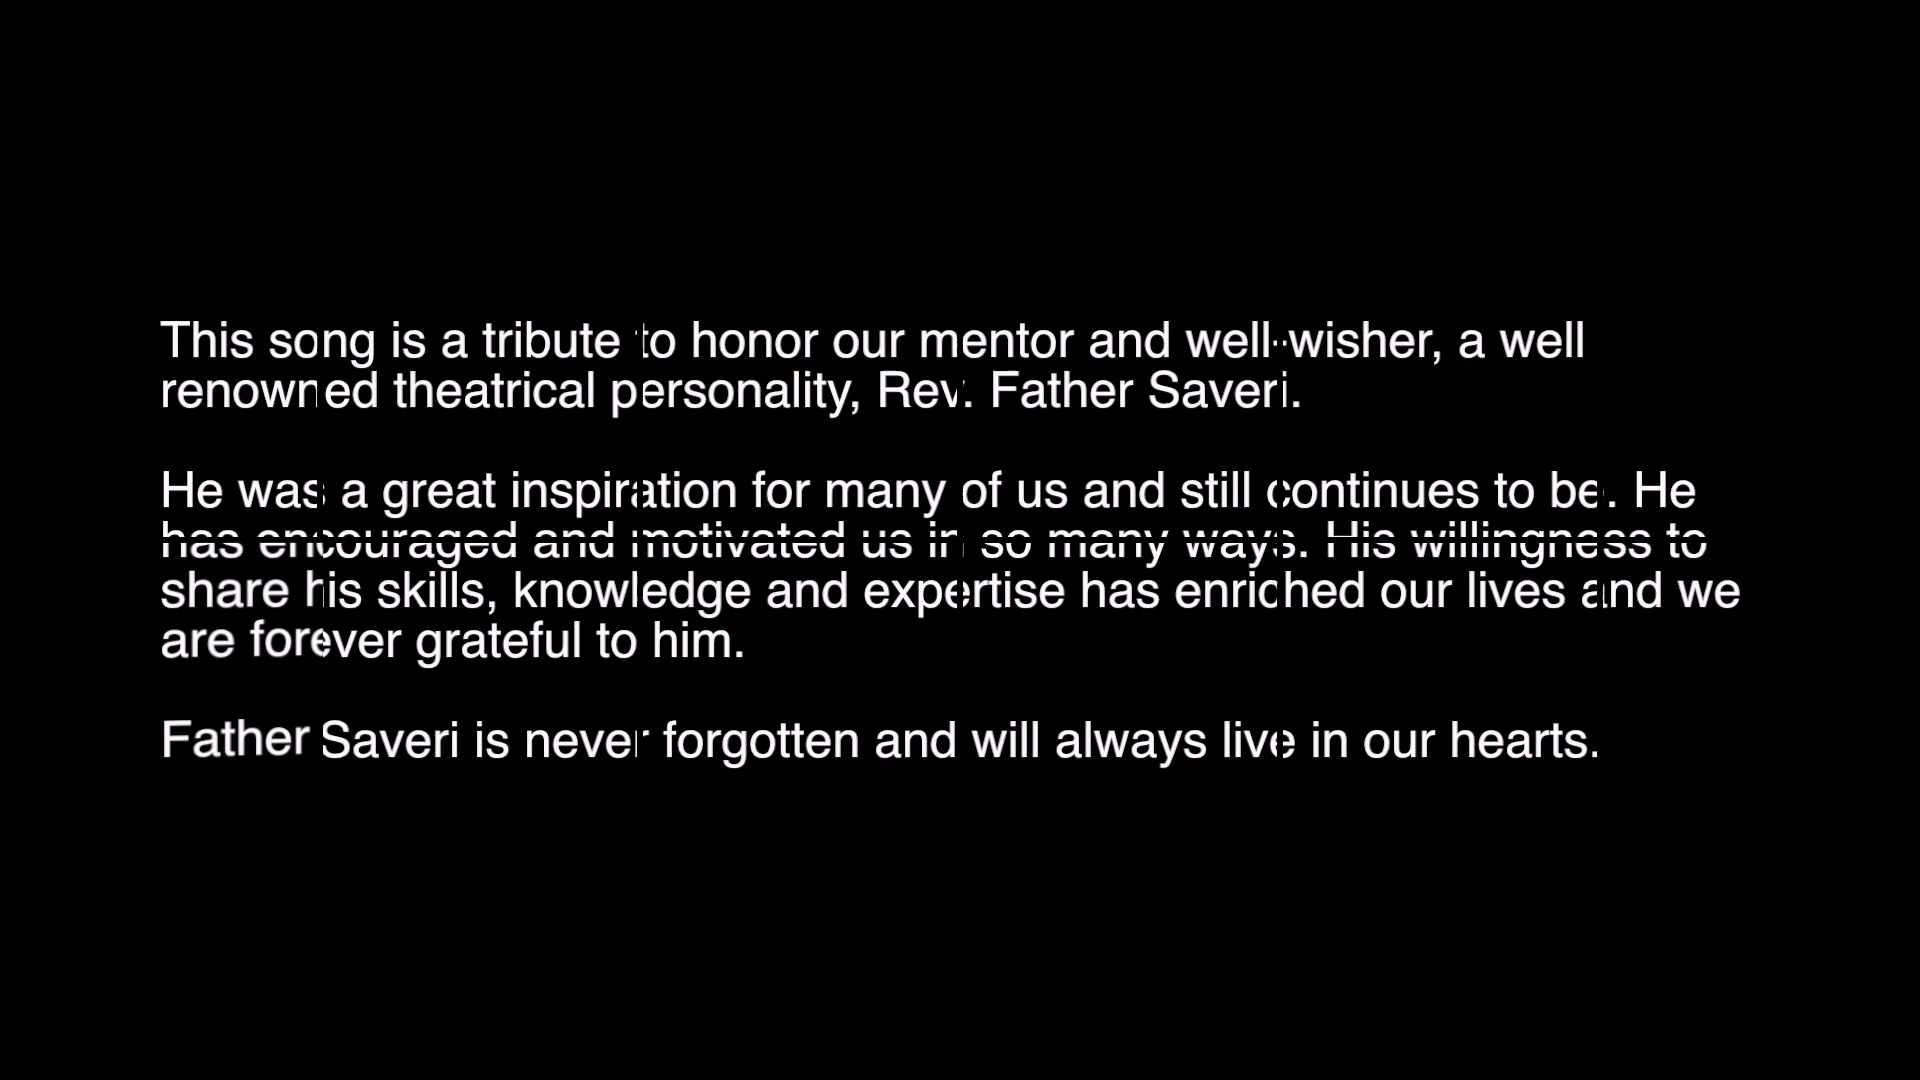 This song is a tribute to honor our mentor and well-wisher, a well
renowned theatrical personality, Rev. Father Saveri.
He was a great inspiration for many of us and still continues to be. He
has encouraged and motivated us in so many ways. His willingness to
share his skills, knowledge and expertise has enriched our lives and we
are forever grateful to him.
Father Saveri is never forgotten and will always live in our hearts.